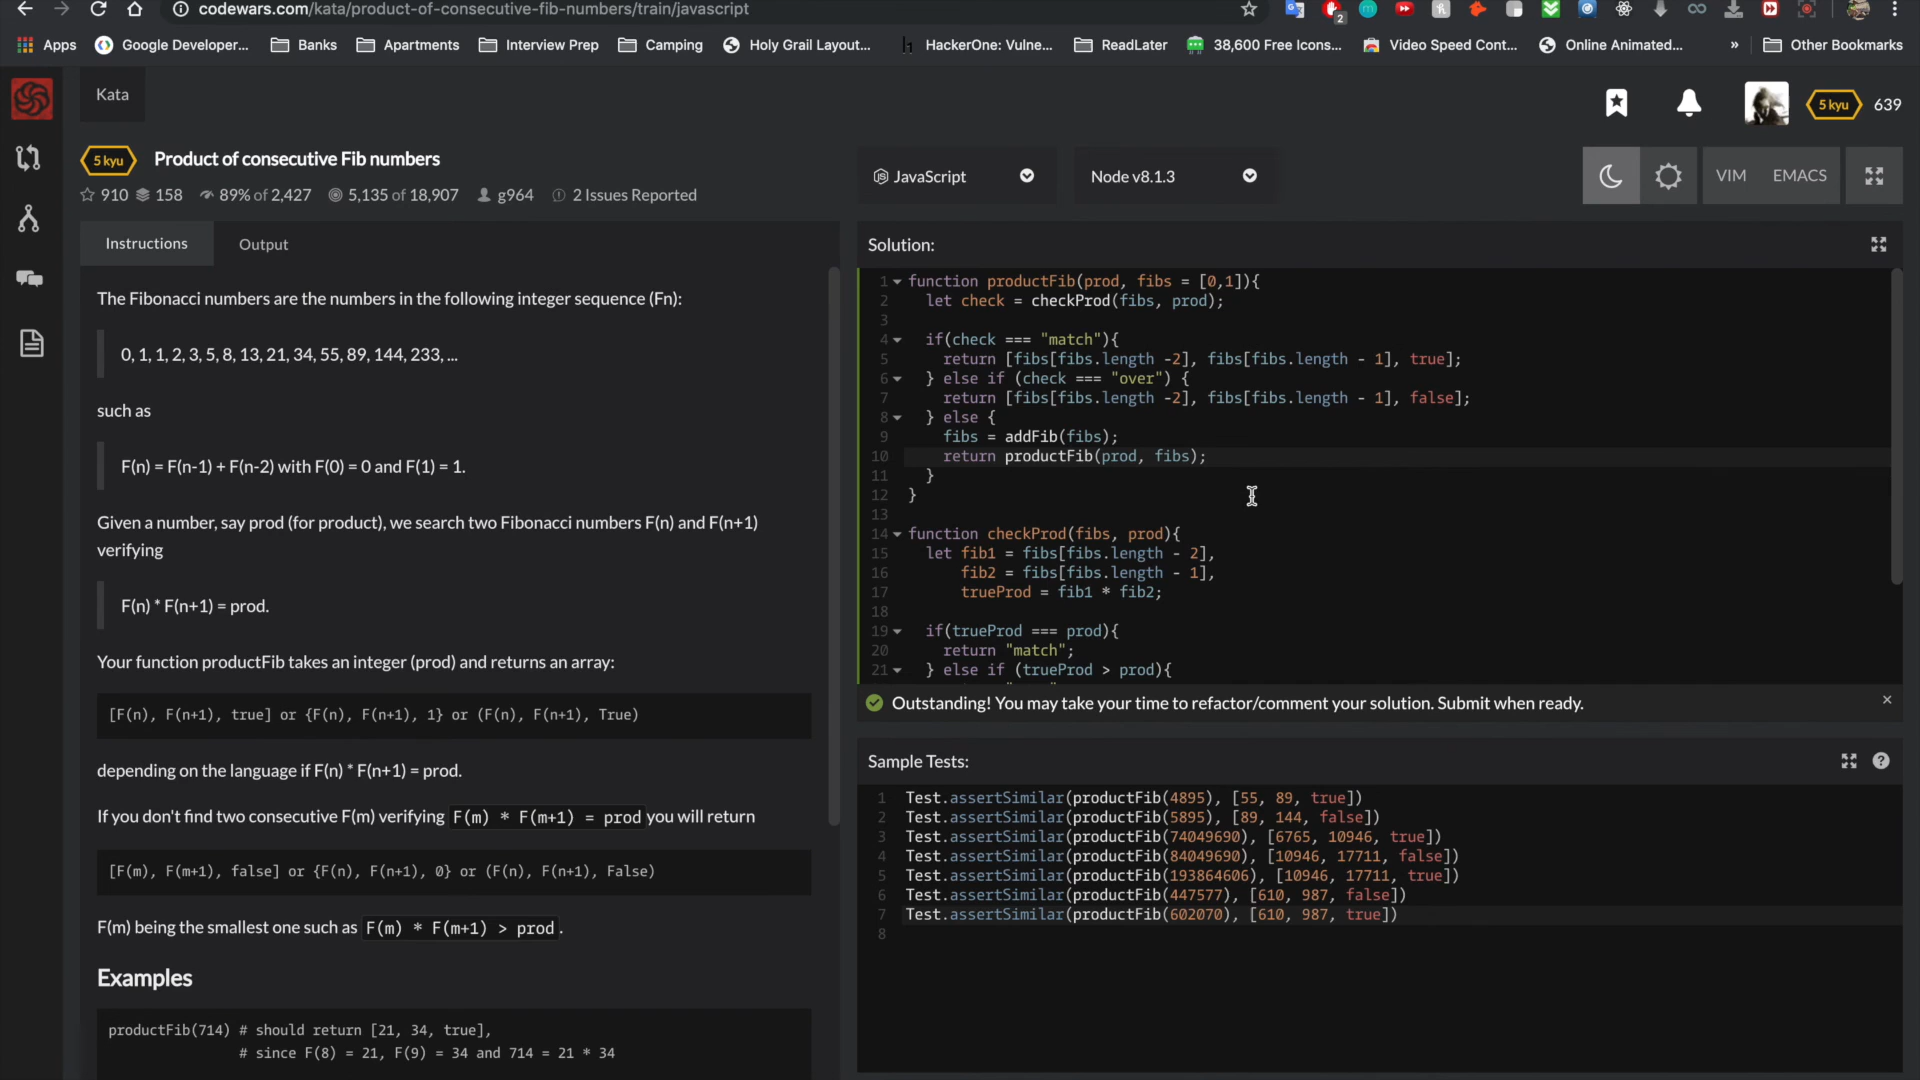 codewars.com/kata/product-of-consecutive-fib-numbers/train/javascript
2
Apps
Google Developer...
Banks
Apartments
Interview Prep
Camping
Holy Grail Layout...
HackerOne: Vulne...
ReadLater
38,600 Free Icons...
Video Speed Cont...
Online Animated...
»
Other Bookmarks
Kata
5 kyu
639
5 kyu
Product of consecutive Fib numbers
910
158
89% of 2,427
5,135 of 18,907
g964
2 Issues Reported
JavaScript
Node v8.1.3
VIM
EMACS
Instructions
Output
The Fibonacci numbers are the numbers in the following integer sequence (Fn):
0, 1, 1, 2, 3, 5, 8, 13, 21, 34, 55, 89, 144, 233, ...
such as
F(n) = F(n-1) + F(n-2) with F(0) = 0 and F(1) = 1.
Given a number, say prod (for product), we search two Fibonacci numbers F(n) and F(n+1)
verifying
F(n) * F(n+1) = prod.
Your function productFib takes an integer (prod) and returns an array:
[F(n), F(n+1), true] or {F(n), F(n+1), 1} or (F(n), F(n+1), True)
depending on the language if F(n) * F(n+1) = prod.
If you don't find two consecutive F(m) verifying F(m) * F(m+1) = prod you will return
[F(m), F(m+1), false] or {F(n), F(n+1), 0} or (F(n), F(n+1), False)
F(m) being the smallest one such as F(m) * F(m+1) > prod.
Examples
productFib(714) # should return [21, 34, true],
# since F(8) = 21, F(9) = 34 and 714 = 21 * 34
Solution:
1 function productFib(prod, fibs = [0,1]){
2 let check = checkProd(fibs, prod);
3
4 if(check === "match"){
5 return [fibs[fibs.length -2], fibs[fibs.length - 1], true];
6 } else if (check === "over") {
7 return [fibs[fibs.length -2], fibs[fibs.length - 1], false];
8 } else {
9 fibs = addFib(fibs);
10 return productFib(prod, fibs);
11 }
12 }
13
14 function checkProd(fibs, prod){
15 let fib1 = fibs[fibs.length - 2],
16 fib2 = fibs[fibs.length - 1],
17 trueProd = fib1 * fib2;
18
19 if(trueProd === prod){
20 return "match";
21 } else if (trueProd > prod){
Outstanding! You may take your time to refactor/comment your solution. Submit when ready.
Sample Tests:
1 Test.assertSimilar(productFib(4895), [55, 89, true])
2 Test.assertSimilar(productFib(5895), [89, 144, false])
3 Test.assertSimilar(productFib(74049690), [6765, 10946, true])
4 Test.assertSimilar(productFib(84049690), [10946, 17711, false])
5 Test.assertSimilar(productFib(193864606), [10946, 17711, true])
6 Test.assertSimilar(productFib(447577), [610, 987, false])
7 Test.assertSimilar(productFib(602070), [610, 987, true])
8